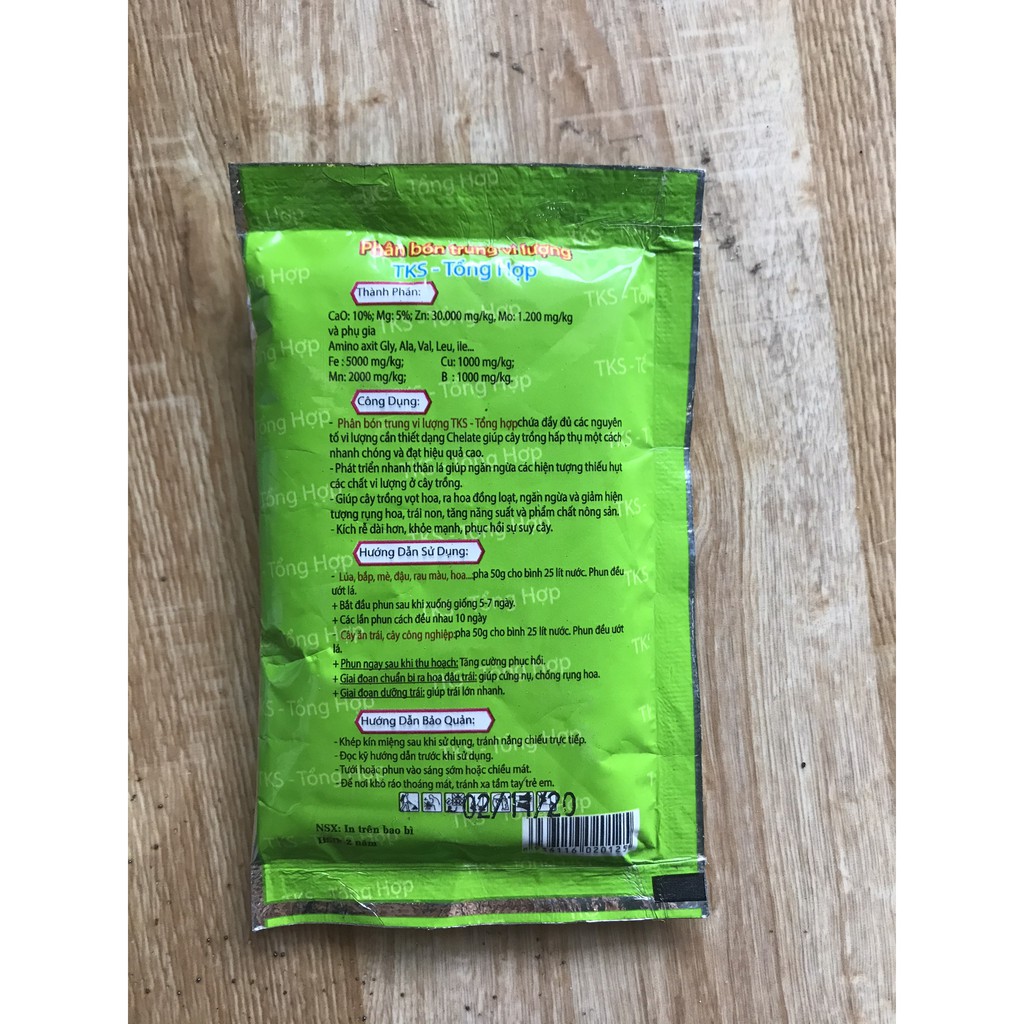 TKS - Tổng Hợp
Phân bón trung vi lượng
TKS - Tổng Hợp
Thành Phần:
CaO: 10%; Mg: 5%; Zn: 30.000 mg/kg, Mo: 1.200 mg/kg
và phụ gia
Amino axit Gly, Ala, Val, Leu, ile...
Fe : 5000 mg/kg; Cu: 1000 mg/kg;
Mn: 2000 mg/kg; B : 1000 mg/kg.
Công Dụng:
- Phân bón trung vi lượng TKS - Tổng hợp chứa đầy đủ các nguyên
tố vi lượng cần thiết dạng Chelate giúp cây trồng hấp thụ một cách
nhanh chóng và đạt hiệu quả cao.
- Phát triển nhanh thân lá giúp ngăn ngừa các hiện tượng thiếu hụt
các chất vi lượng ở cây trồng.
- Giúp cây trồng vọt hoa, ra hoa đồng loạt, ngăn ngừa và giảm hiện
tượng rụng hoa, trái non, tăng năng suất và phẩm chất nông sản.
- Kích rễ dài hơn, khỏe mạnh, phục hồi sự suy cây.
Hướng Dẫn Sử Dụng:
- Lúa, bắp, mè, đậu, rau màu, hoa...pha 50g cho bình 25 lít nước. Phun đều
ướt lá.
+ Bắt đầu phun sau khi xuống giống 5-7 ngày.
+ Các lần phun cách đều nhau 10 ngày
- Cây ăn trái, cây công nghiệp:pha 50g cho bình 25 lít nước. Phun đều ướt
lá.
+ Phun ngay sau khi thu hoạch: Tăng cường phục hồi.
+ Giai đoạn chuẩn bị ra hoa đậu trái: giúp cứng nụ, chống rụng hoa.
+ Giai đoạn dưỡng trái: giúp trái lớn nhanh.
Hướng Dẫn Bảo Quản:
- Khép kín miệng sau khi sử dụng, tránh nắng chiếu trực tiếp.
- Đọc kỹ hướng dẫn trước khi sử dụng.
- Tưới hoặc phun vào sáng sớm hoặc chiều mát.
- Để nơi khô ráo thoáng mát, tránh xa tầm tay trẻ em.
02/11/20
NSX: In trên bao bì
2 năm
TKS - Tổng Hợp